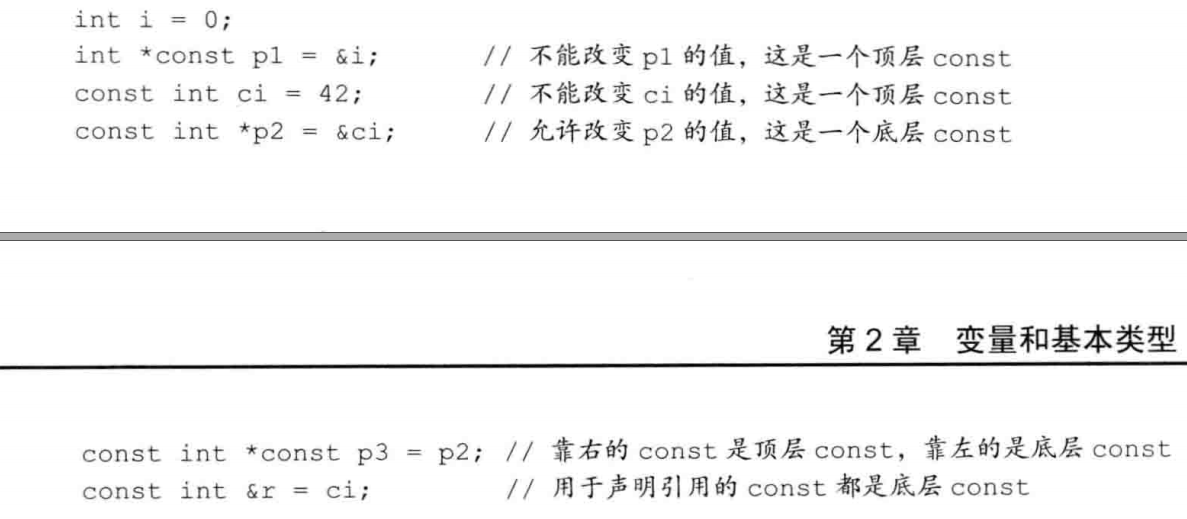 int i = 0;
int *const p1 = &i; // 不能改变 p1 的值，这是一个顶层 const
const int ci = 42; // 不能改变 ci 的值，这是一个顶层 const
const int *p2 = &ci; // 允许改变 p2 的值，这是一个底层 const
第 2 章 变量和基本类型
const int *const p3 = p2; // 靠右的 const 是顶层 const，靠左的是底层 const
const int &r = ci; // 用于声明引用的 const 都是底层 const